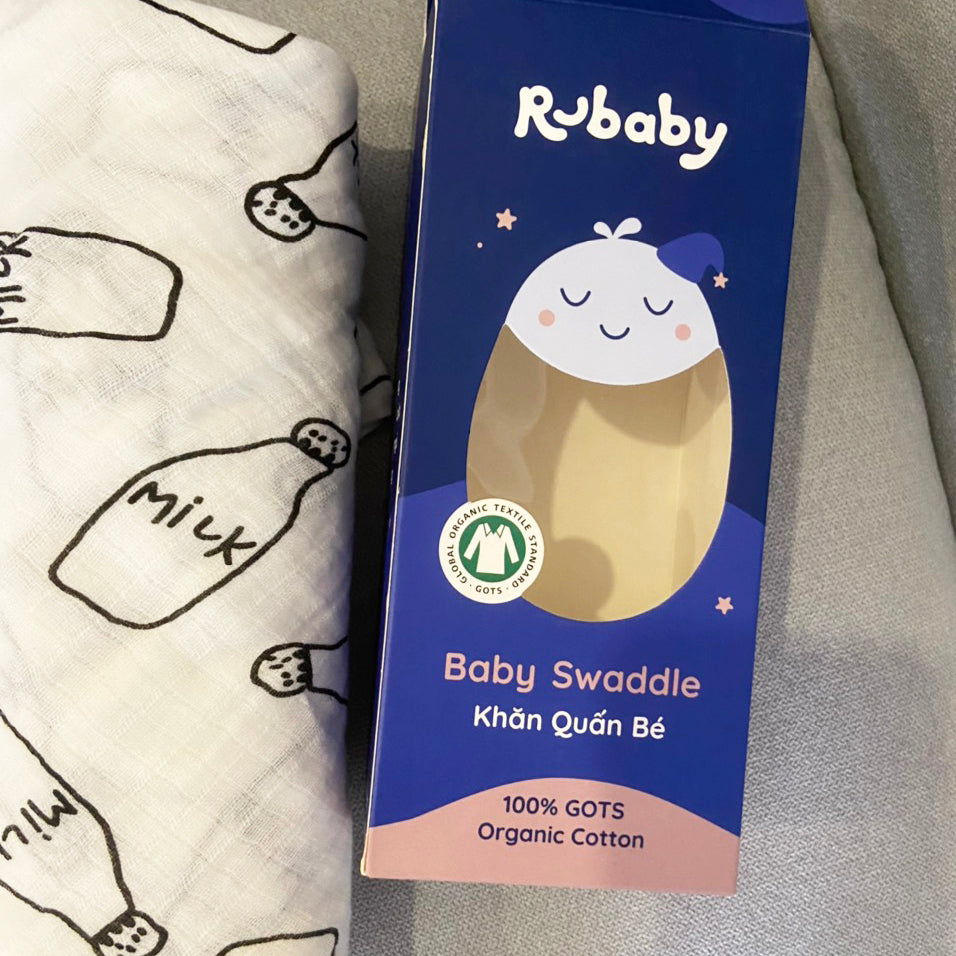 Rubaby
GLOBAL ORGANIC TEXTILE STANDARD · GOTS ·
Baby Swaddle
Khăn Quấn Bé
100% GOTS
Organic Cotton
MiLK
MiLK
MiLK